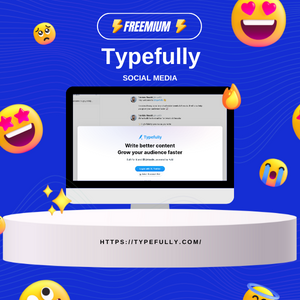 FREEMIUM
Typefully
SOCIAL MEDIA
Typefully
Write better content
Grow your audience faster
HTTPS://TYPEFULLY.COM/